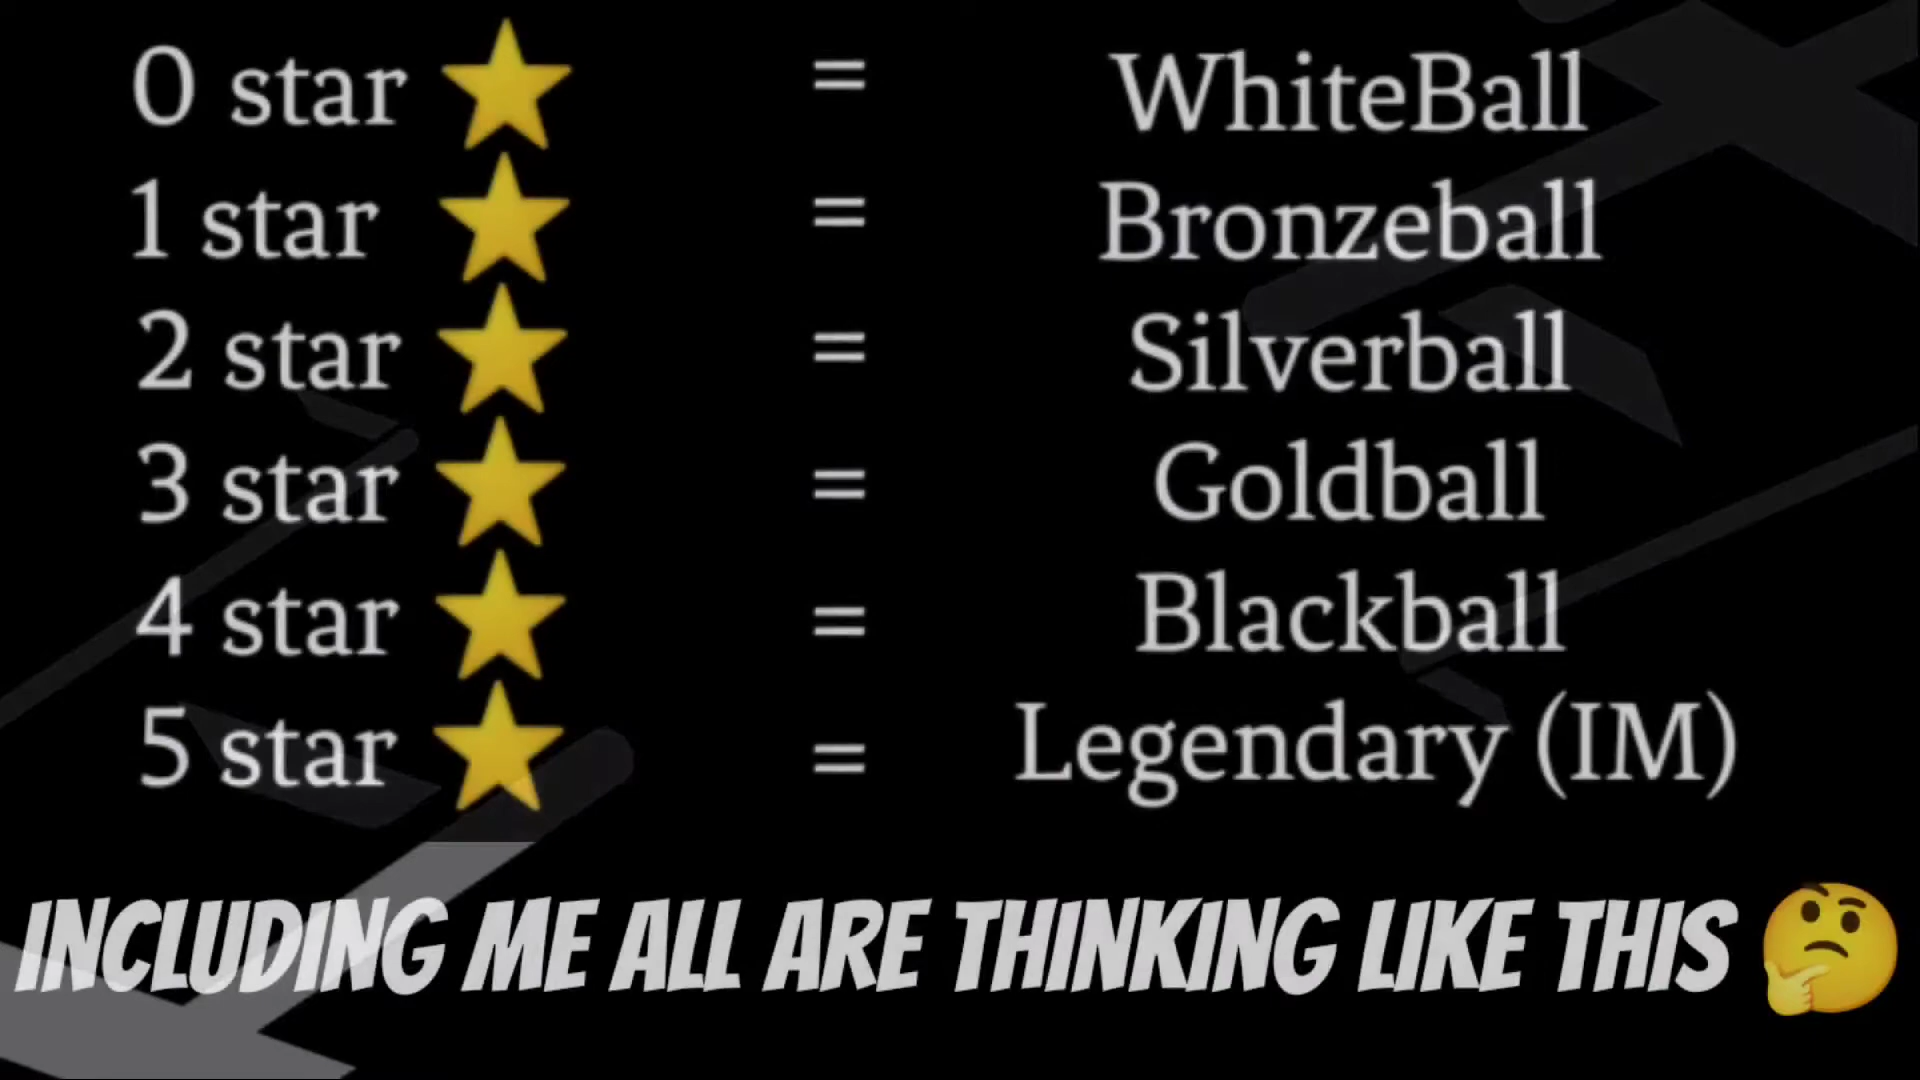 0 star ⭐ = WhiteBall
1 star ⭐ = Bronzeball
2 star ⭐ = Silverball
3 star ⭐ = Goldball
4 star ⭐ = Blackball
5 star ⭐ = Legendary (IM)
INCLUDING ME ALL ARE THINKING LIKE THIS 🤔